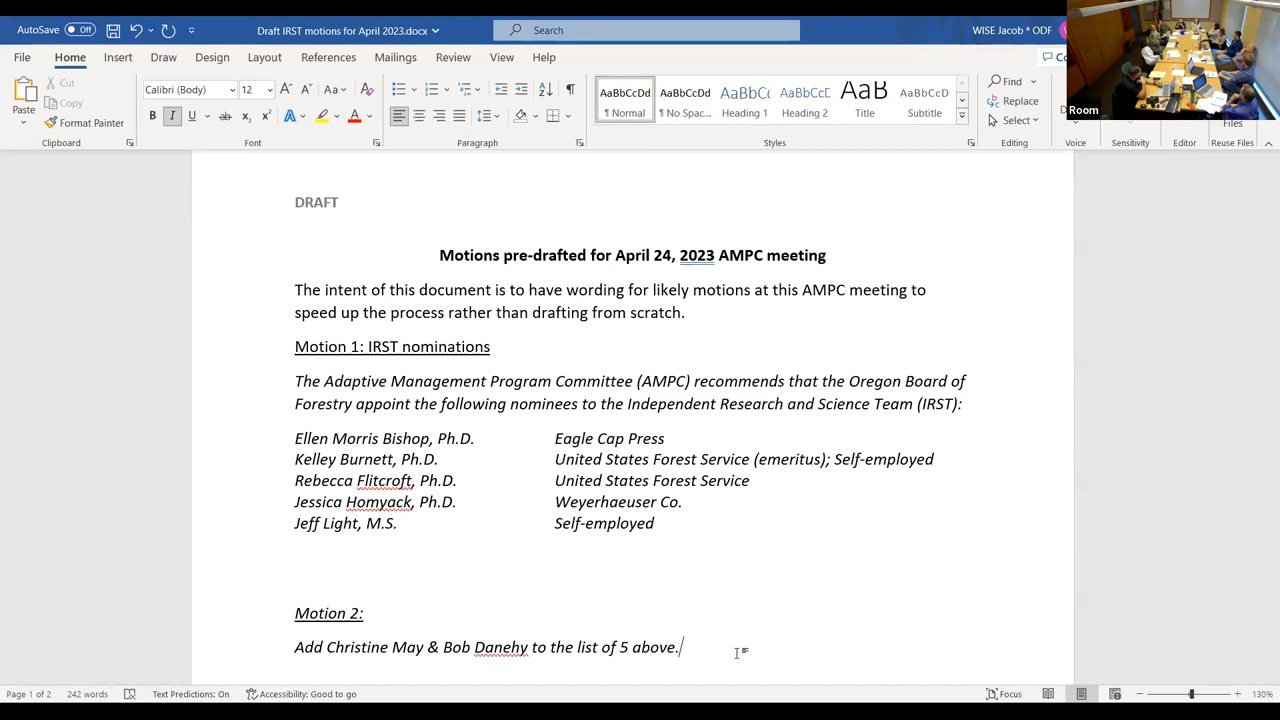 AutoSave Off
Draft IRST motions for April 2023.docx
Search
WISE Jacob * ODF
File Home Insert Draw Design Layout References Mailings Review View Help
Room
Paste
Cut
Copy
Format Painter
Clipboard
Calibri (Body) 12
Font
Paragraph
AaBbCcDd AaBbCcDd AaBbCc AaBbCcC AaB AaBbCcD
¶ Normal ¶ No Spac... Heading 1 Heading 2 Title Subtitle
Styles
Find
Replace
Select
Editing
Voice
Sensitivity
Editor
Files
Reuse Files
DRAFT
Motions pre-drafted for April 24, 2023 AMPC meeting
The intent of this document is to have wording for likely motions at this AMPC meeting to
speed up the process rather than drafting from scratch.
Motion 1: IRST nominations
The Adaptive Management Program Committee (AMPC) recommends that the Oregon Board of
Forestry appoint the following nominees to the Independent Research and Science Team (IRST):
Ellen Morris Bishop, Ph.D. Eagle Cap Press
Kelley Burnett, Ph.D. United States Forest Service (emeritus); Self-employed
Rebecca Flitcroft, Ph.D. United States Forest Service
Jessica Homyack, Ph.D. Weyerhaeuser Co.
Jeff Light, M.S. Self-employed
Motion 2:
Add Christine May & Bob Danehy to the list of 5 above.
Page 1 of 2 242 words Text Predictions: On Accessibility: Good to go Focus 130%